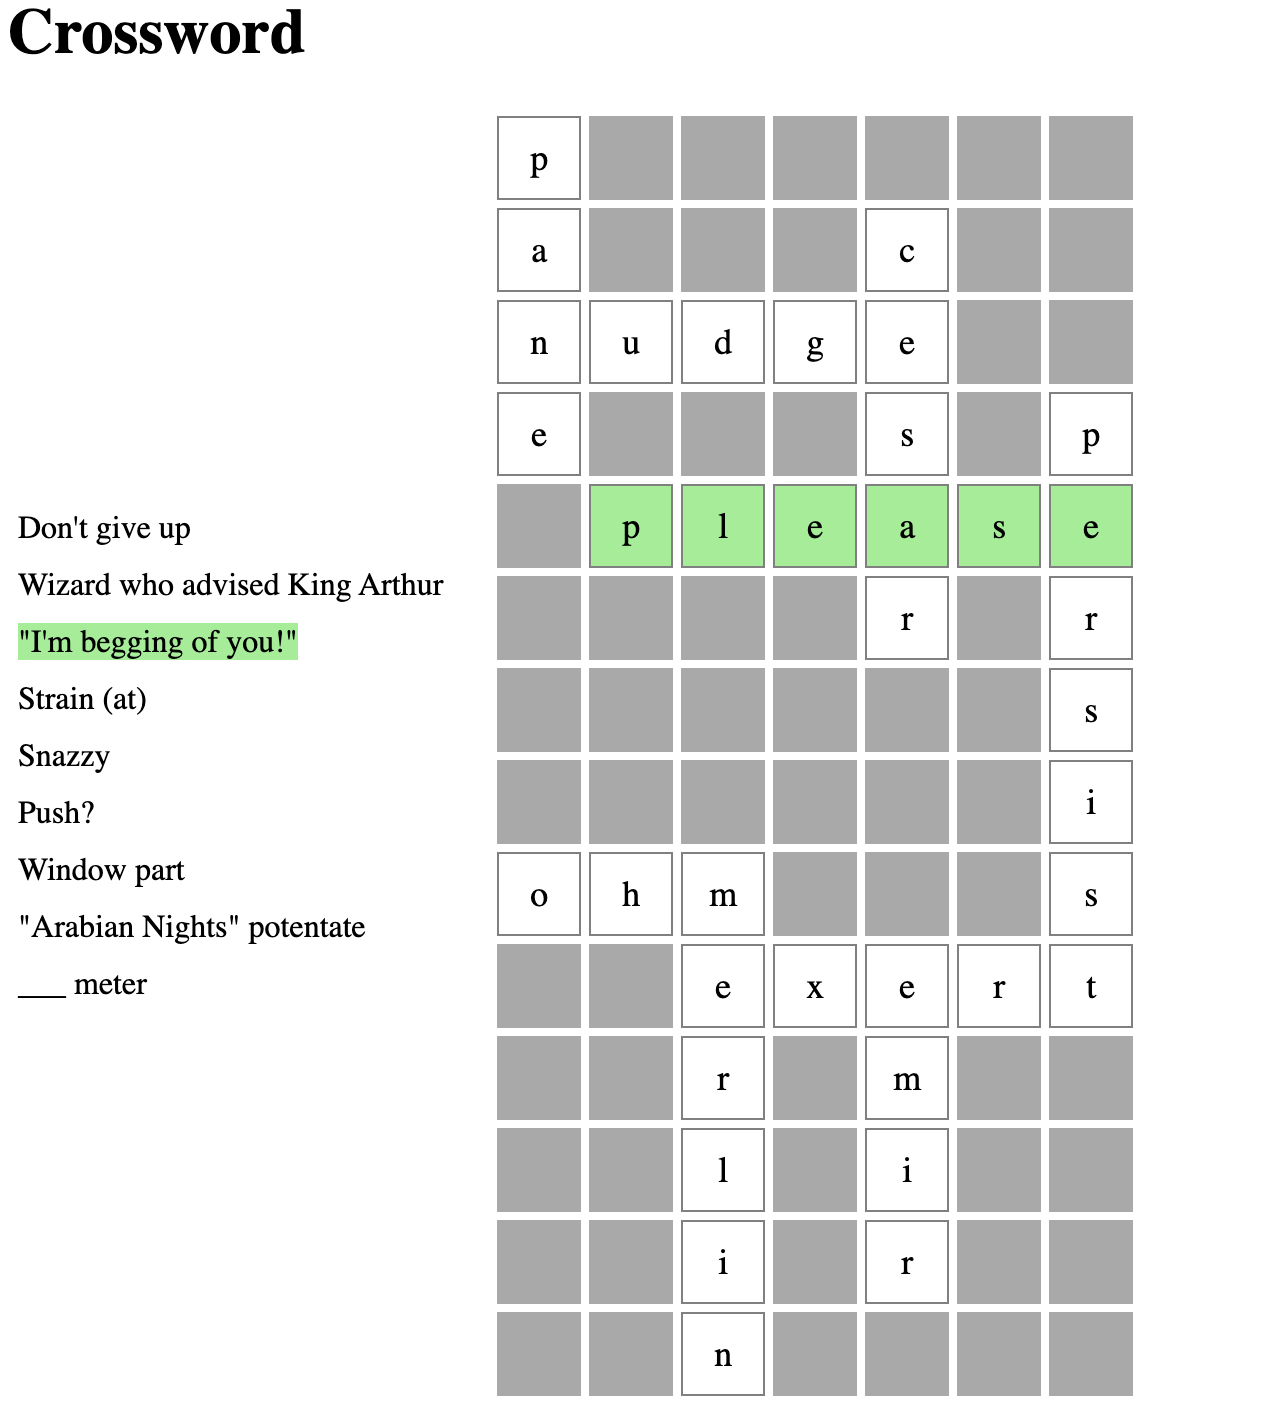 Crossword
p
a c
n u d g e
e s p
p l e a s e
r r
s
i
o h m s
e x e r t
r m
l i
i r
n
Don't give up
Wizard who advised King Arthur
"I'm begging of you!"
Strain (at)
Snazzy
Push?
Window part
"Arabian Nights" potentate
___ meter